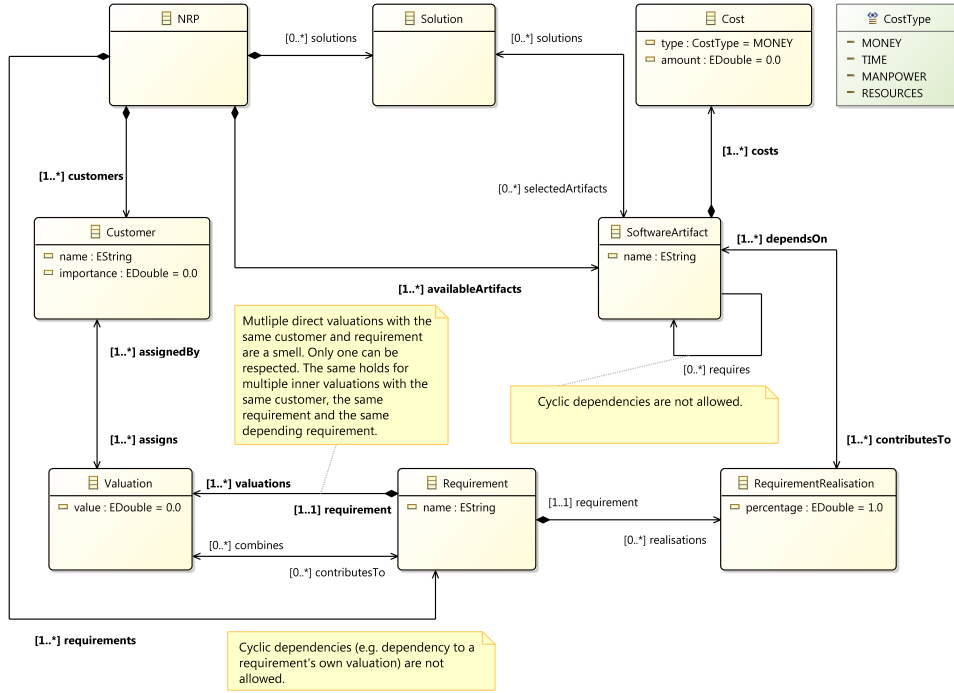 NRP
Solution
Cost
type : CostType = MONEY
amount : EDouble = 0.0
CostType
MONEY
TIME
MANPOWER
RESOURCES
[0..*] solutions
[0..*] solutions
[1..*] costs
[1..*] customers
[0..*] selectedArtifacts
Customer
name : EString
importance : EDouble = 0.0
SoftwareArtifact
name : EString
[1..*] dependsOn
[1..*] availableArtifacts
Mutliple direct valuations with the
same customer and requirement
are a smell. Only one can be
respected. The same holds for
multiple inner valuations with the
same customer, the same
requirement and the same
depending requirement.
[1..*] assignedBy
[0..*] requires
Cyclic dependencies are not allowed.
[1..*] assigns
[1..*] contributesTo
Valuation
value : EDouble = 0.0
[1..*] valuations
[1..1] requirement
Requirement
name : EString
[1..1] requirement
[0..*] realisations
RequirementRealisation
percentage : EDouble = 1.0
[0..*] combines
[0..*] contributesTo
[1..*] requirements
Cyclic dependencies (e.g. dependency to a
requirement's own valuation) are not
allowed.